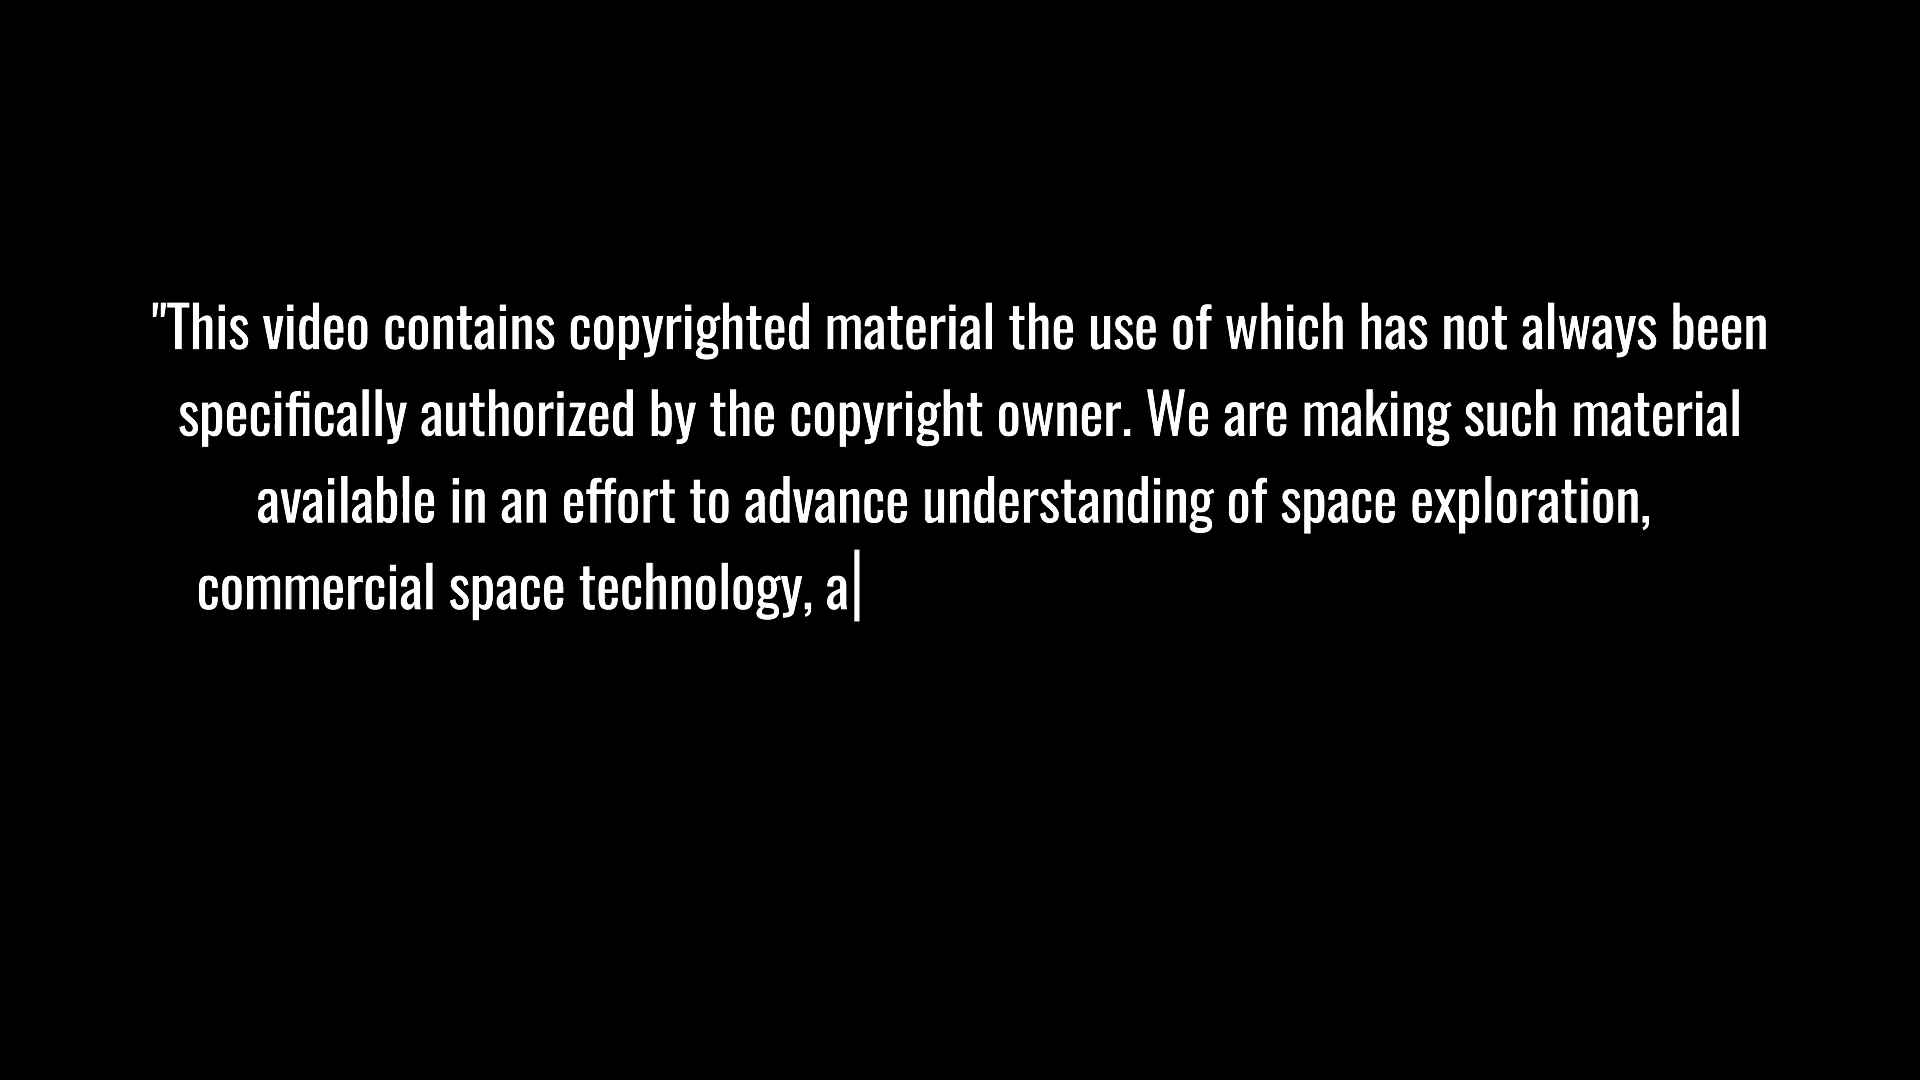 "This video contains copyrighted material the use of which has not always been
specifically authorized by the copyright owner. We are making such material
available in an effort to advance understanding of space exploration,
commercial space technology, a